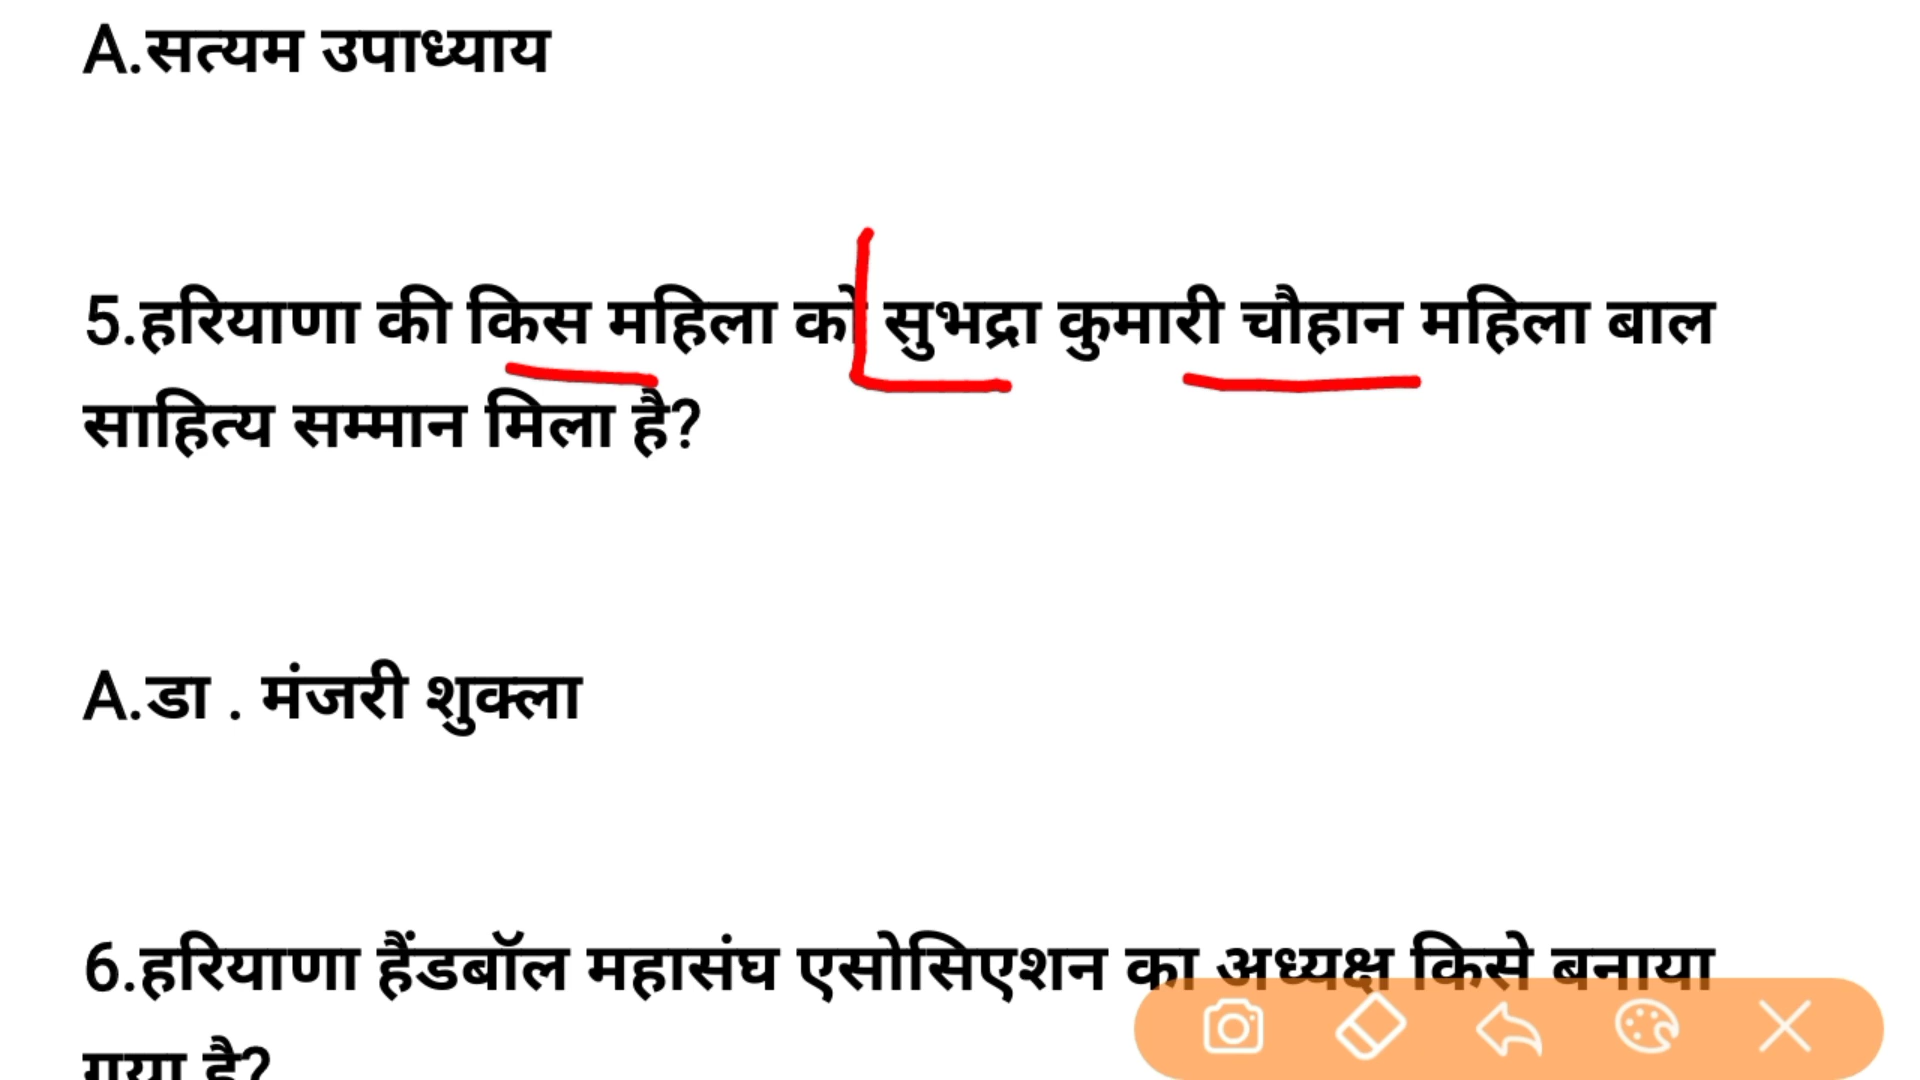 A.सत्यम उपाध्याय
5.हरियाणा की किस महिला को सुभद्रा कुमारी चौहान महिला बाल
साहित्य सम्मान मिला है?
A.डा . मंजरी शुक्ला
6.हरियाणा हैंडबॉल महासंघ एसोसिएशन का अध्यक्ष किसे बनाया
गया है?